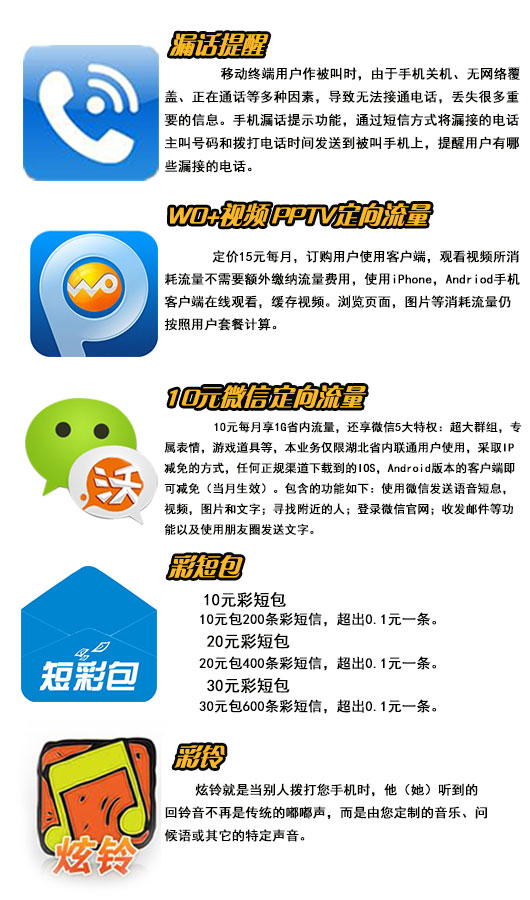 漏话提醒
移动终端用户作被叫时，由于手机关机、无网络覆
盖、正在通话等多种因素，导致无法接通电话，丢失很多重
要的信息。手机漏话提示功能，通过短信方式将漏接的电话
主叫号码和拨打电话时间发送到被叫手机上，提醒用户有哪
些漏接的电话。
WO+视频 PPTV定向流量
WO
定价15元每月，订购用户使用客户端，观看视频所消
耗流量不需要额外缴纳流量费用，使用iPhone，Andriod手机
客户端在线观看，缓存视频。浏览页面，图片等消耗流量仍
按照用户套餐计算。
10元微信定向流量
10元每月享1G省内流量，还享微信5大特权：超大群组，专
属表情，游戏道具等，本业务仅限湖北省内联通用户使用，采取IP
减免的方式，任何正规渠道下载到的IOS，Android版本的客户端即
可减免（当月生效）。包含的功能如下：使用微信发送语音短息，
视频，图片和文字；寻找附近的人；登录微信官网；收发邮件等功
能以及使用朋友圈发送文字。
沃
彩短包
10元彩短包
10元包200条彩短信，超出0.1元一条。
20元彩短包
20元包400条彩短信，超出0.1元一条。
30元彩短包
30元包600条彩短信，超出0.1元一条。
短彩包
彩铃
炫铃就是当别人拨打您手机时，他（她）听到的
回铃音不再是传统的嘟嘟声，而是由您定制的音乐、问
候语或其它的特定声音。
炫铃